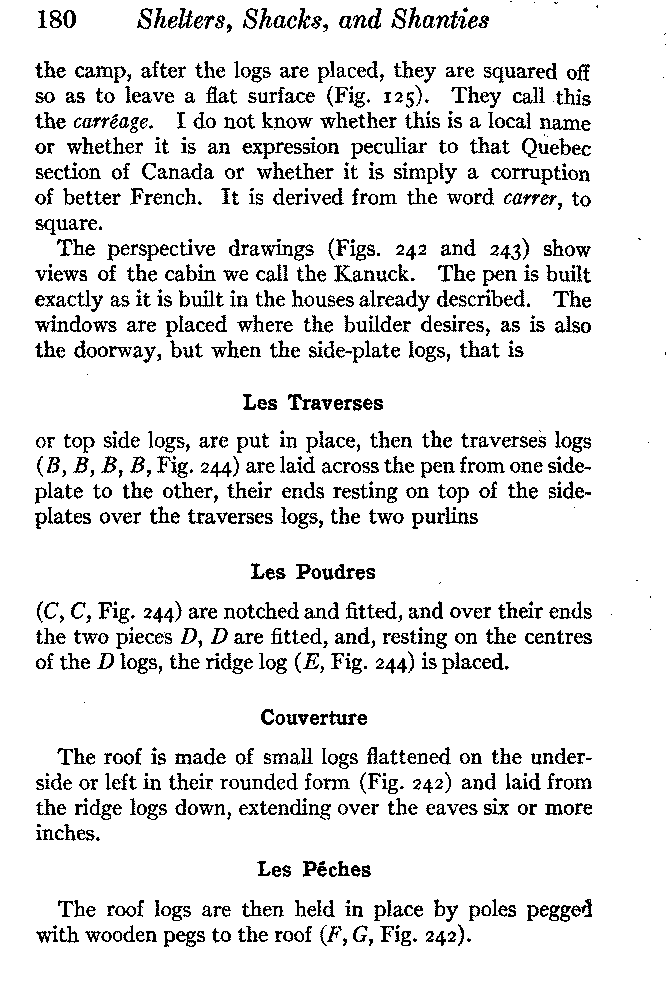 180 Shelters, Shacks, and Shanties
the camp, after the logs are placed, they are squared off
so as to leave a flat surface (Fig. 125). They call this
the carréage. I do not know whether this is a local name
or whether it is an expression peculiar to that Quebec
section of Canada or whether it is simply a corruption
of better French. It is derived from the word carrer, to
square.
The perspective drawings (Figs. 242 and 243) show
views of the cabin we call the Kanuck. The pen is built
exactly as it is built in the houses already described. The
windows are placed where the builder desires, as is also
the doorway, but when the side-plate logs, that is
Les Traverses
or top side logs, are put in place, then the traverses logs
(B, B, B, B, Fig. 244) are laid across the pen from one side-
plate to the other, their ends resting on top of the side-
plates over the traverses logs, the two purlins
Les Poudres
(C, C, Fig. 244) are notched and fitted, and over their ends
the two pieces D, D are fitted, and, resting on the centres
of the D logs, the ridge log (E, Fig. 244) is placed.
Couverture
The roof is made of small logs flattened on the under-
side or left in their rounded form (Fig. 242) and laid from
the ridge logs down, extending over the eaves six or more
inches.
Les Péches
The roof logs are then held in place by poles pegged
with wooden pegs to the roof (F, G, Fig. 242).